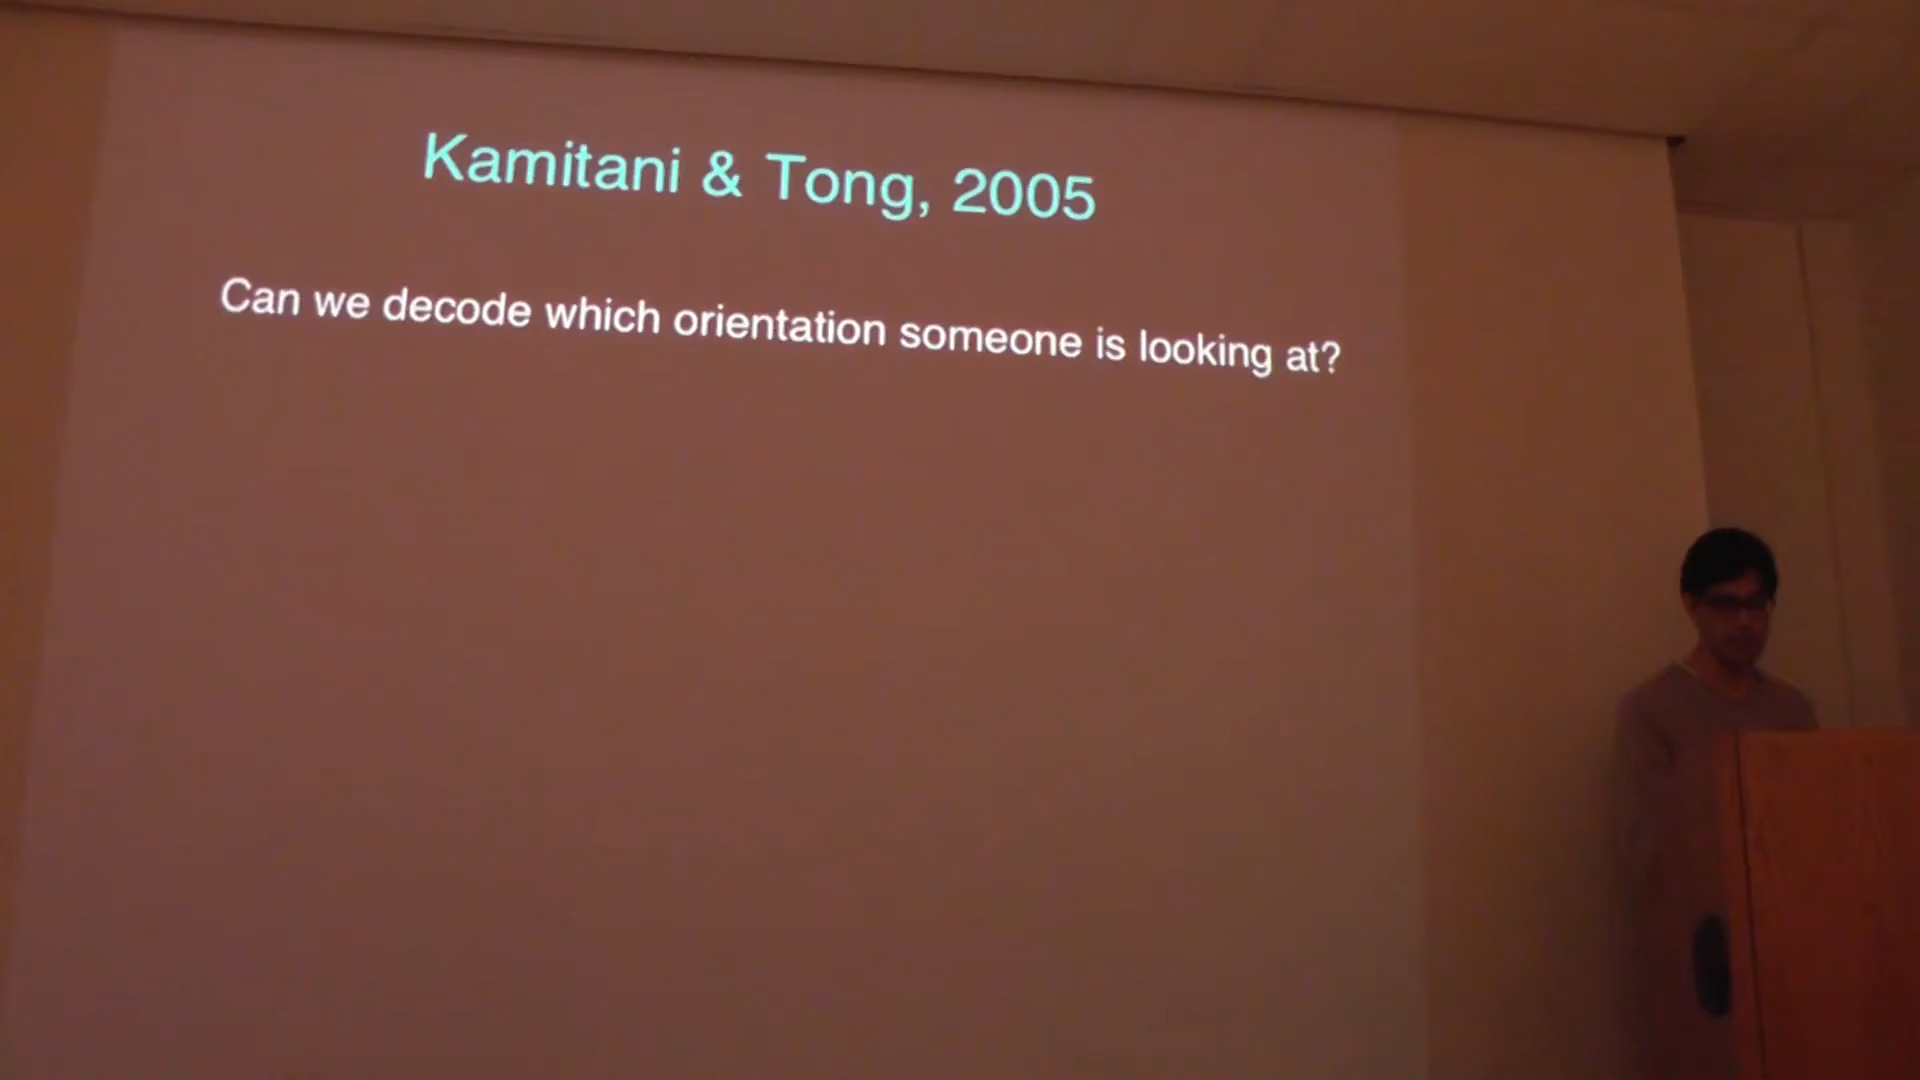 Kamitani & Tong, 2005
Can we decode which orientation someone is looking at?